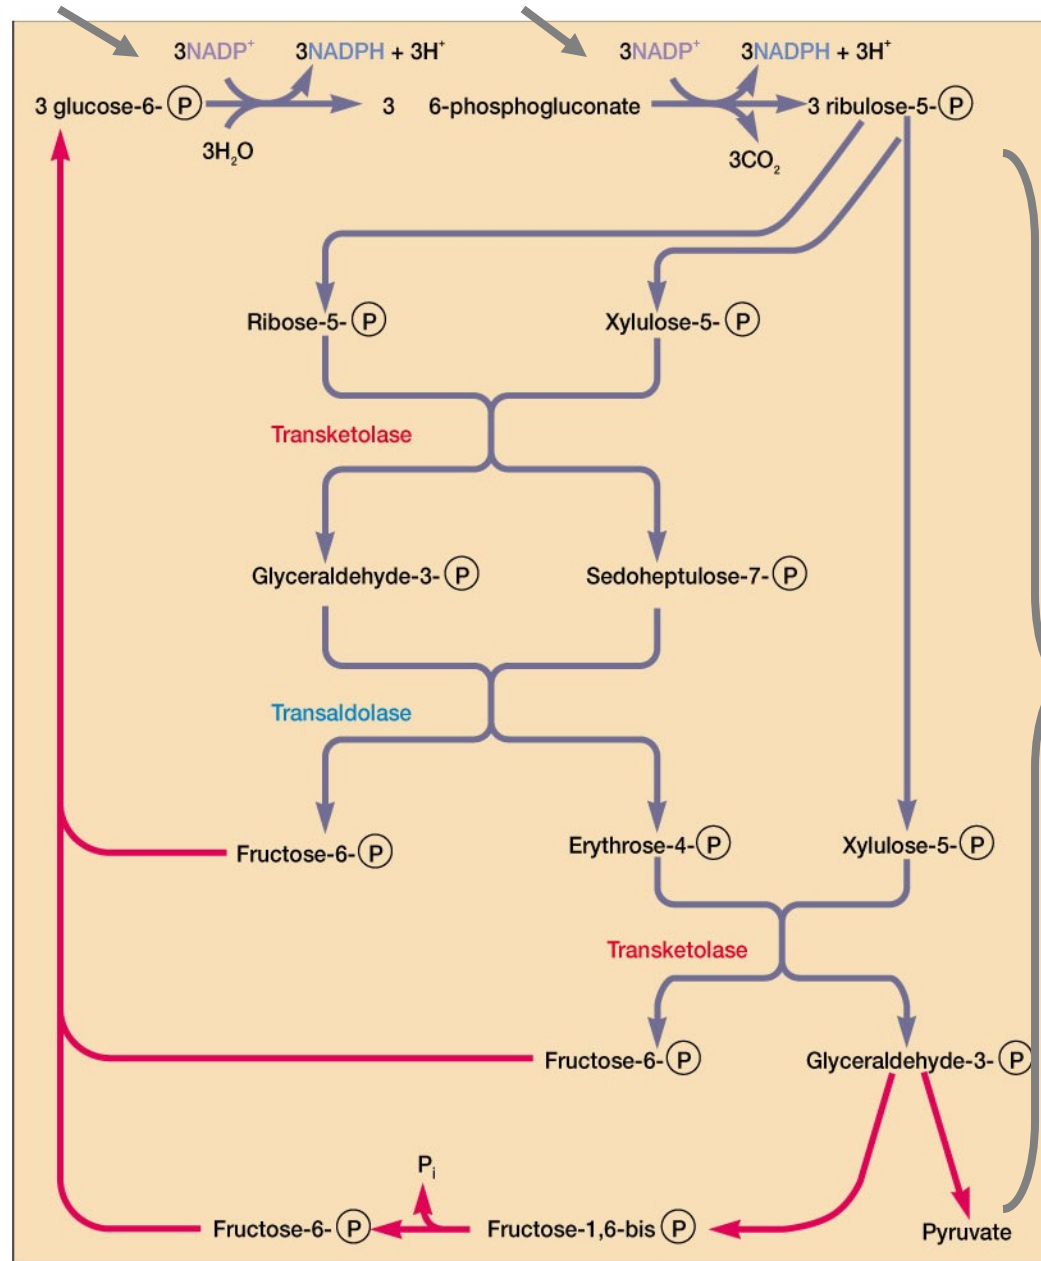 3NADP⁺ 3NADPH + 3H⁺ 3NADP⁺ 3NADPH + 3H⁺
3 glucose-6-P 3 6-phosphogluconate 3 ribulose-5-P
3H₂O 3CO₂
Ribose-5-P Xylulose-5-P
Transketolase
Glyceraldehyde-3-P Sedoheptulose-7-P
Transaldolase
Fructose-6-P Erythrose-4-P Xylulose-5-P
Transketolase
Fructose-6-P Glyceraldehyde-3-P
Pᵢ
Fructose-6-P Fructose-1,6-bis P Pyruvate